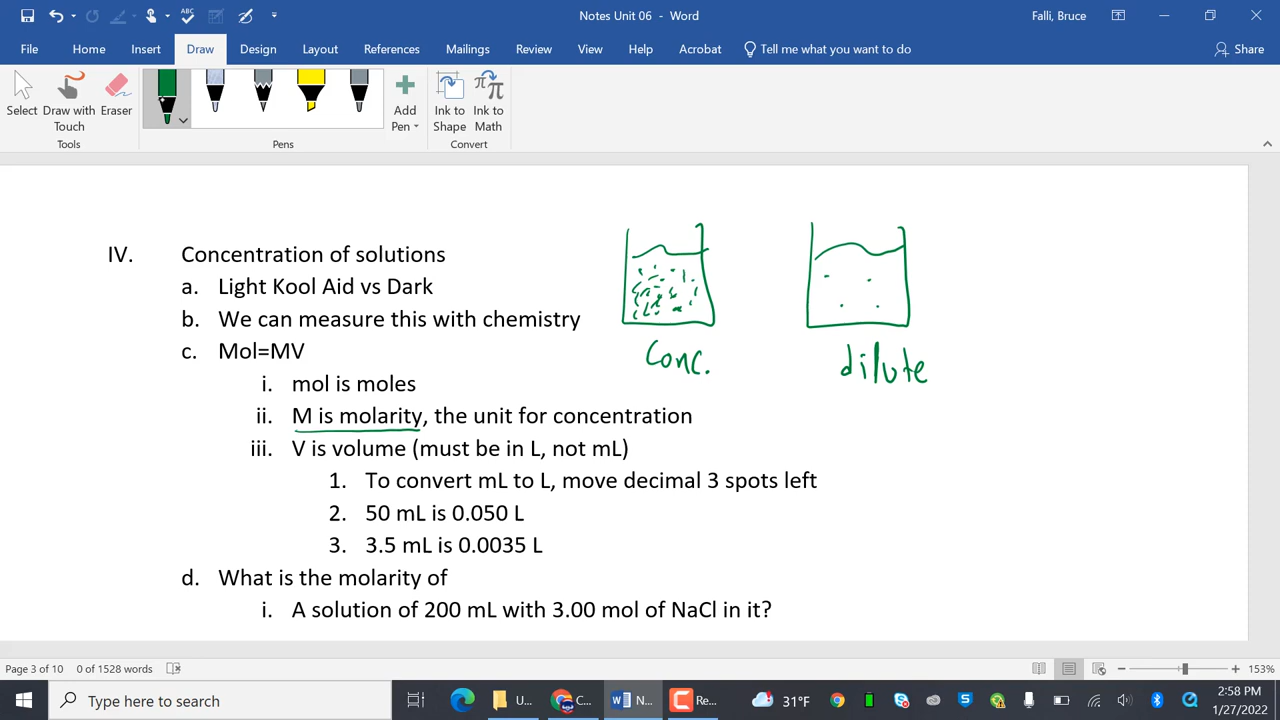 Notes Unit 06 - Word
Falli, Bruce
File Home Insert Draw Design Layout References Mailings Review View Help Acrobat Tell me what you want to do Share
Select Draw with Touch Eraser Add Pen Ink to Shape Ink to Math
Tools Pens Convert
IV. Concentration of solutions
a. Light Kool Aid vs Dark
b. We can measure this with chemistry
c. Mol=MV
conc. dilute
i. mol is moles
ii. M is molarity, the unit for concentration
iii. V is volume (must be in L, not mL)
1. To convert mL to L, move decimal 3 spots left
2. 50 mL is 0.050 L
3. 3.5 mL is 0.0035 L
d. What is the molarity of
i. A solution of 200 mL with 3.00 mol of NaCl in it?
Page 3 of 10 0 of 1528 words 153%
Type here to search U... C... N... Re... 31°F 2:58 PM
1/27/2022